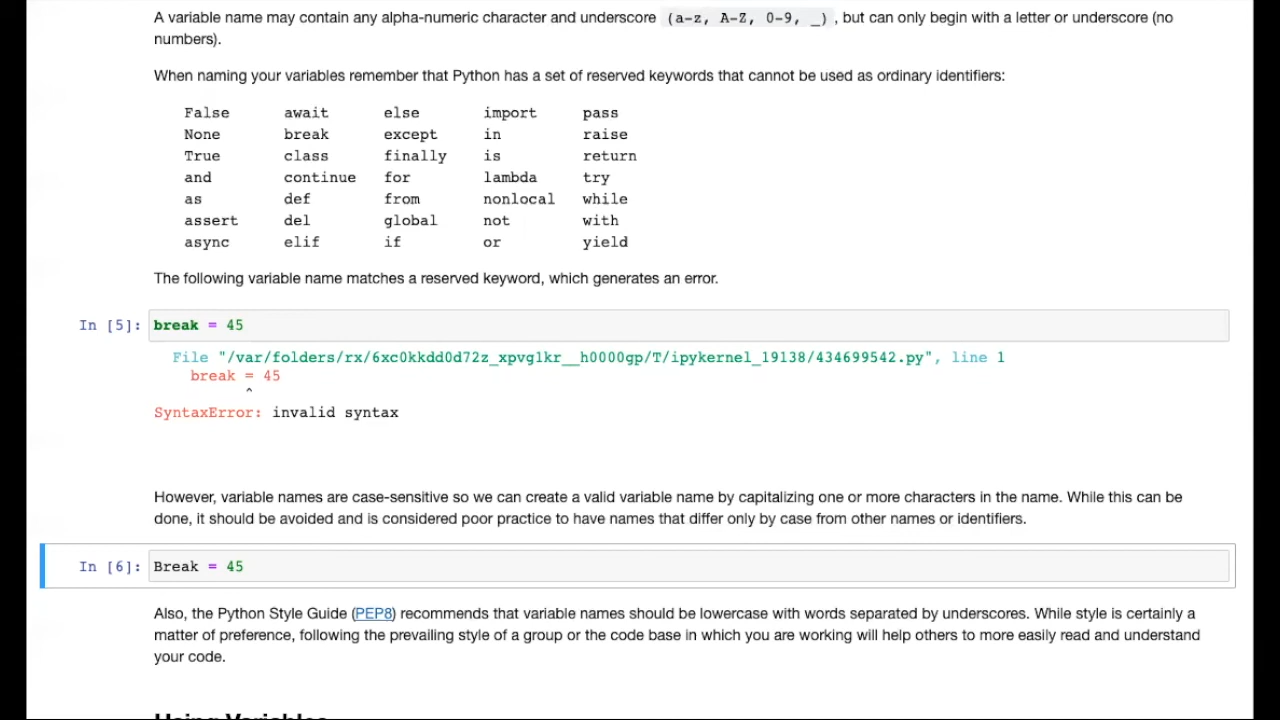 A variable name may contain any alpha-numeric character and underscore (a-z, A-Z, 0-9, _) , but can only begin with a letter or underscore (no
numbers).
When naming your variables remember that Python has a set of reserved keywords that cannot be used as ordinary identifiers:
False await else import pass
None break except in raise
True class finally is return
and continue for lambda try
as def from nonlocal while
assert del global not with
async elif if or yield
The following variable name matches a reserved keyword, which generates an error.
In [5]: break = 45
File "/var/folders/rx/6xc0kkdd0d72z_xpvg1kr__h0000gp/T/ipykernel_19138/434699542.py", line 1
break = 45
^
SyntaxError: invalid syntax
However, variable names are case-sensitive so we can create a valid variable name by capitalizing one or more characters in the name. While this can be
done, it should be avoided and is considered poor practice to have names that differ only by case from other names or identifiers.
In [6]: Break = 45
Also, the Python Style Guide (PEP8) recommends that variable names should be lowercase with words separated by underscores. While style is certainly a
matter of preference, following the prevailing style of a group or the code base in which you are working will help others to more easily read and understand
your code.
Using Variables